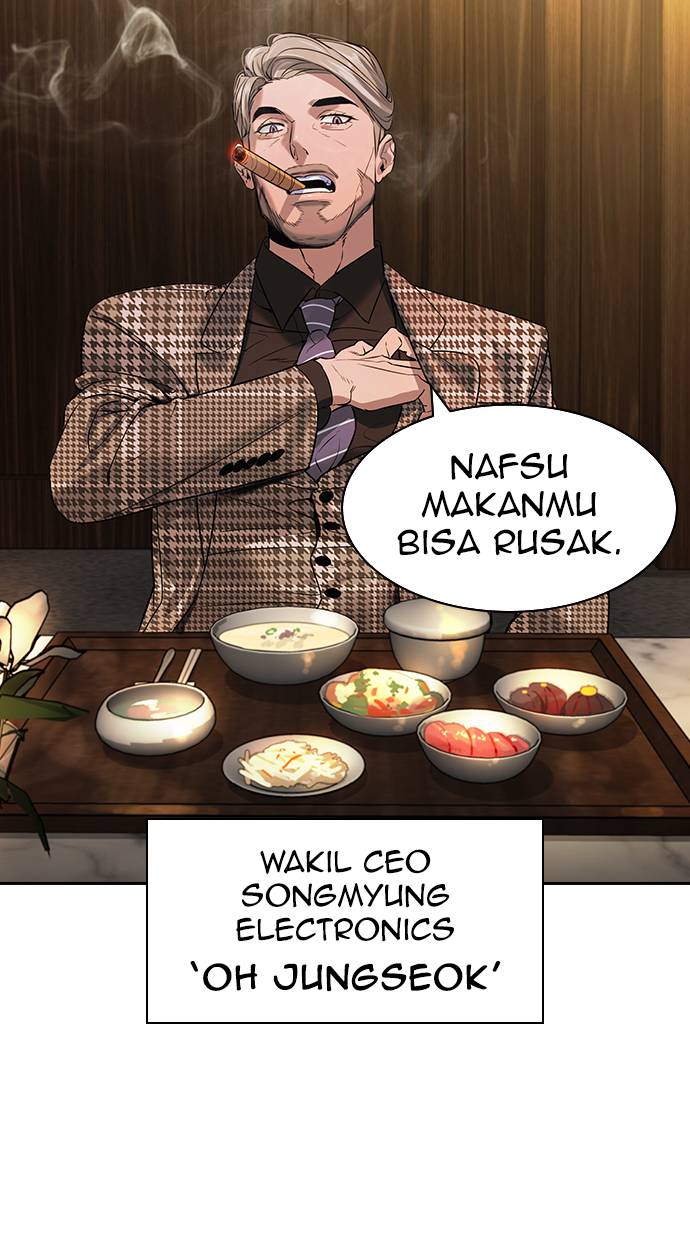 NAFSU
MAKANMU
BISA RUSAK.
WAKIL CEO
SONGMYUNG
ELECTRONICS
'OH JUNGSEOK'